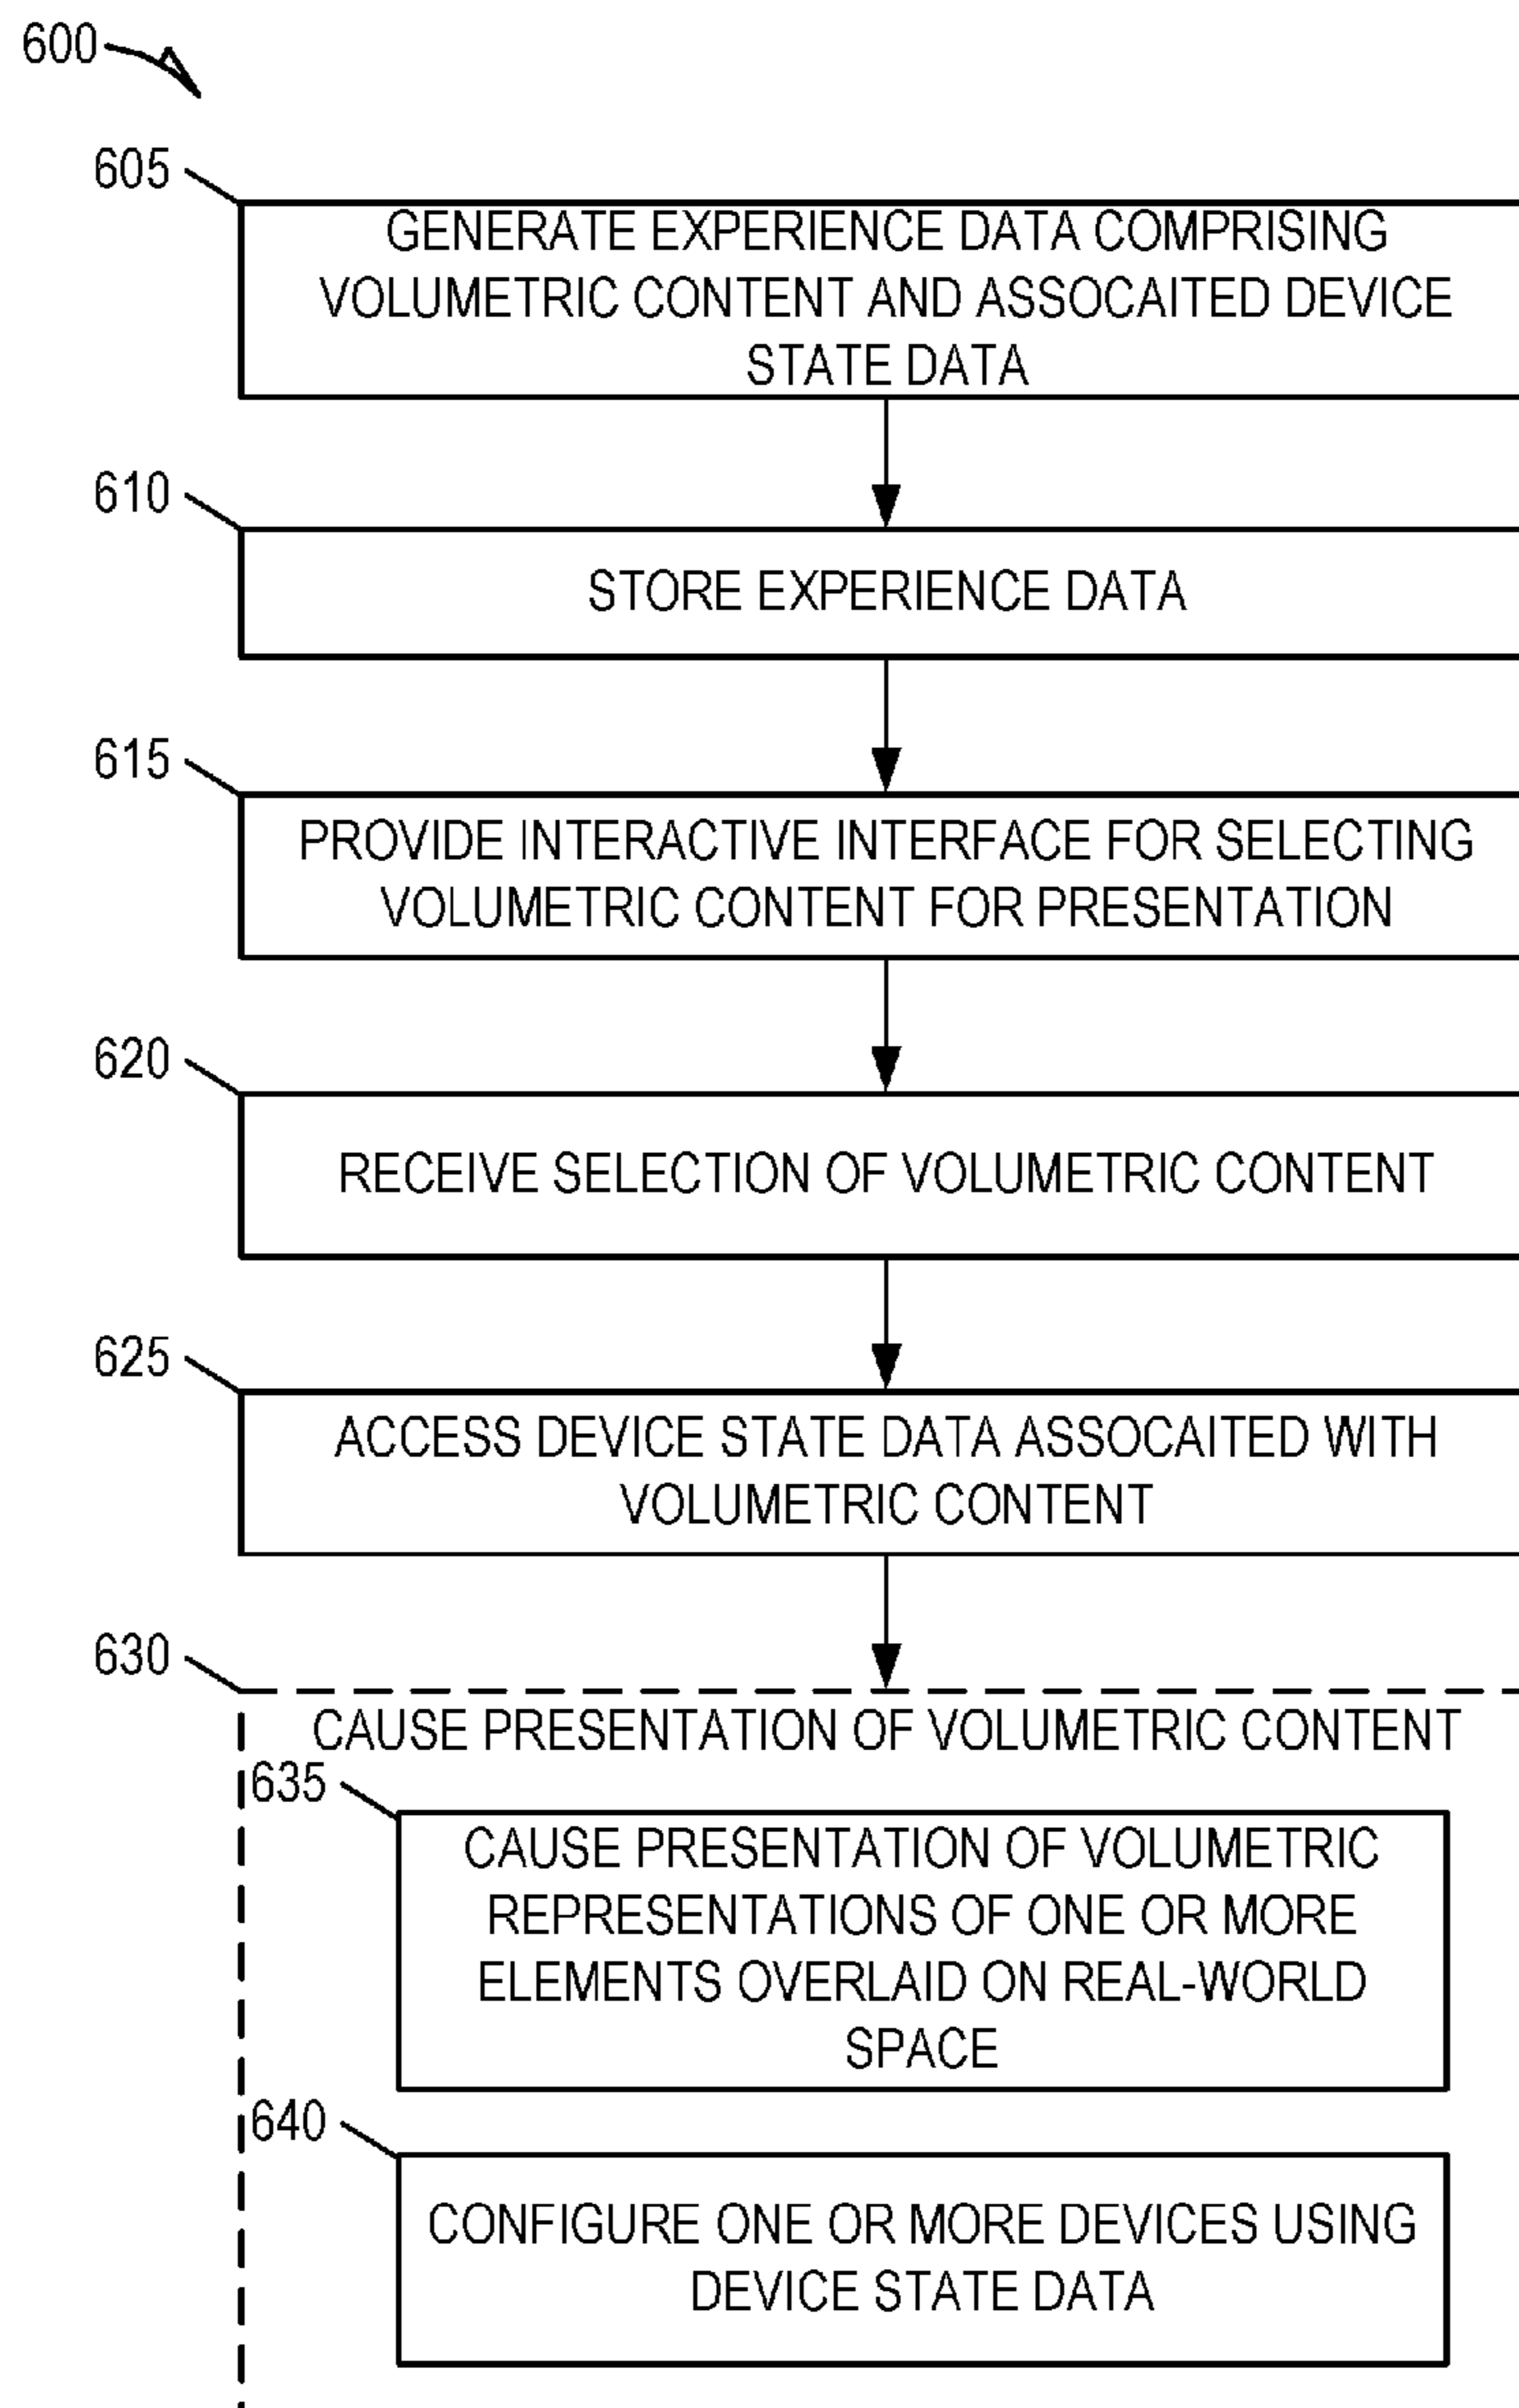 600
605
GENERATE EXPERIENCE DATA COMPRISING
VOLUMETRIC CONTENT AND ASSOCAITED DEVICE
STATE DATA
610
STORE EXPERIENCE DATA
615
PROVIDE INTERACTIVE INTERFACE FOR SELECTING
VOLUMETRIC CONTENT FOR PRESENTATION
620
RECEIVE SELECTION OF VOLUMETRIC CONTENT
625
ACCESS DEVICE STATE DATA ASSOCAITED WITH
VOLUMETRIC CONTENT
630
CAUSE PRESENTATION OF VOLUMETRIC CONTENT
635
CAUSE PRESENTATION OF VOLUMETRIC
REPRESENTATIONS OF ONE OR MORE
ELEMENTS OVERLAID ON REAL-WORLD
SPACE
640
CONFIGURE ONE OR MORE DEVICES USING
DEVICE STATE DATA